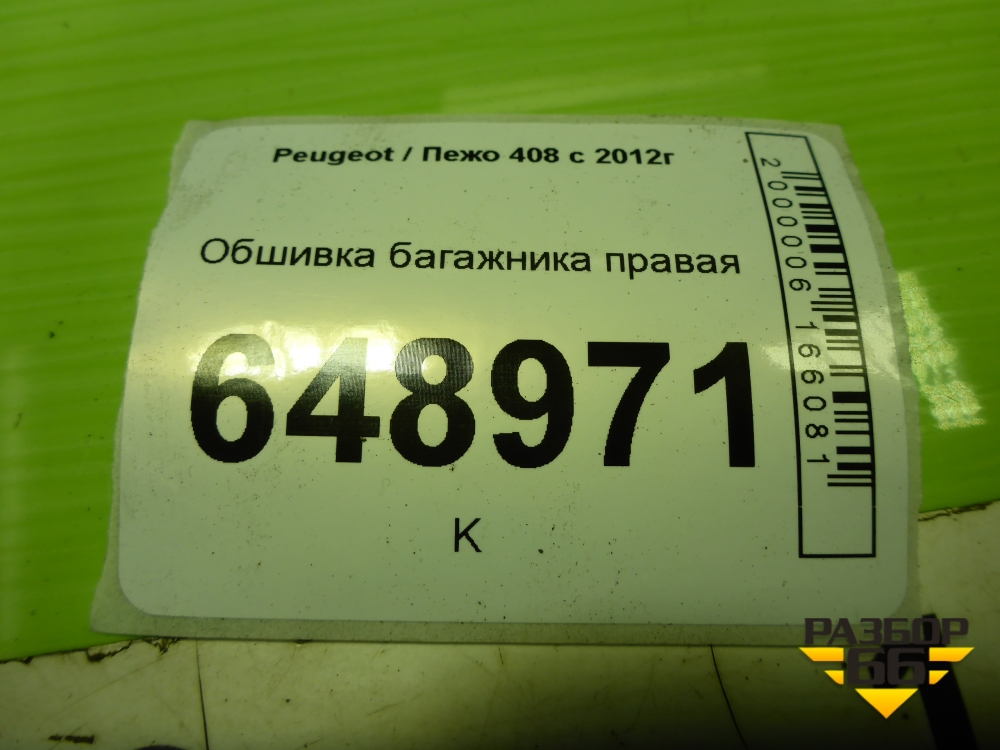 Peugeot / Пежо 408 с 2012г
Обшивка багажника правая
648971
К
2000006166081
РАЗБОР
66